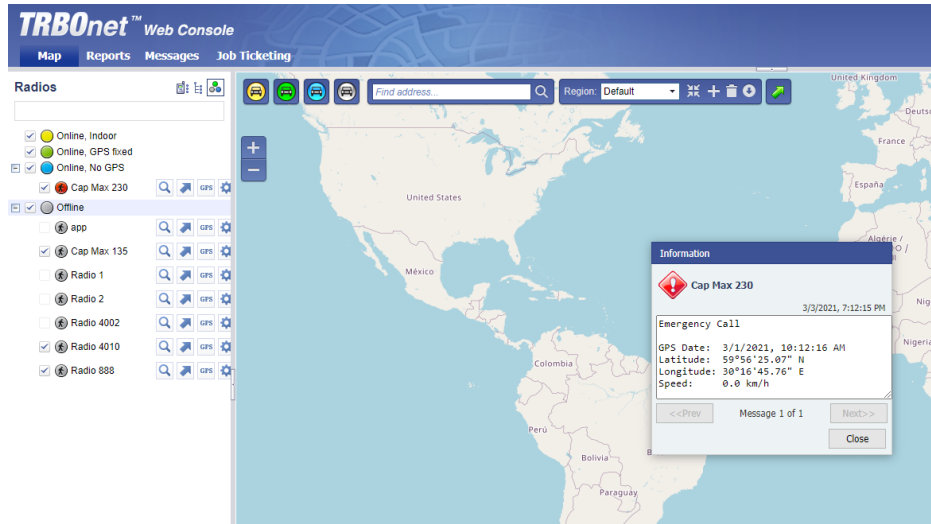 TRBOnet™ Web Console
Map Reports Messages Job Ticketing
Radios
Find address...
Region: Default
Online, Indoor
Online, GPS fixed
Online, No GPS
Cap Max 230 GPS
Offline
app GPS
Cap Max 135 GPS
Radio 1 GPS
Radio 2 GPS
Radio 4002 GPS
Radio 4010 GPS
Radio 888 GPS
United Kingdom
France
España
Algérie /
United States
México
Colombia
Perú
Bolivia
Paraguay
Nigeria
Information
Cap Max 230
3/3/2021, 7:12:15 PM
Emergency Call
GPS Date: 3/1/2021, 10:12:16 AM
Latitude: 59°56'25.07" N
Longitude: 30°16'45.76" E
Speed: 0.0 km/h
<<Prev Message 1 of 1 Next>>
Close